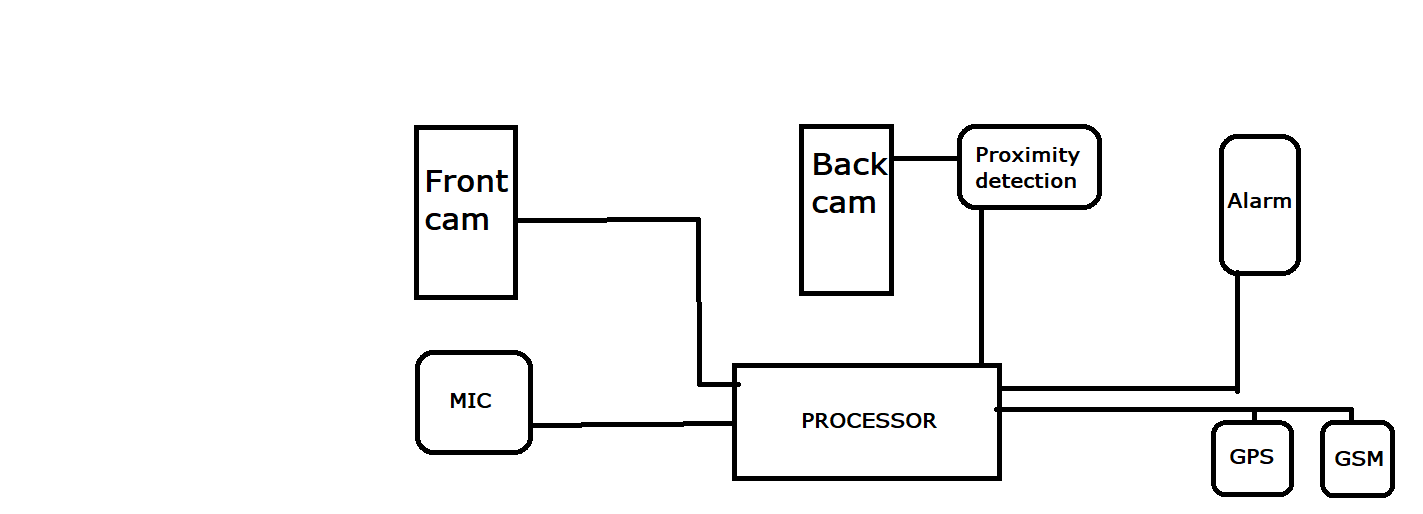 Front
cam
Back
cam
Proximity
detection
Alarm
MIC
PROCESSOR
GPS
GSM